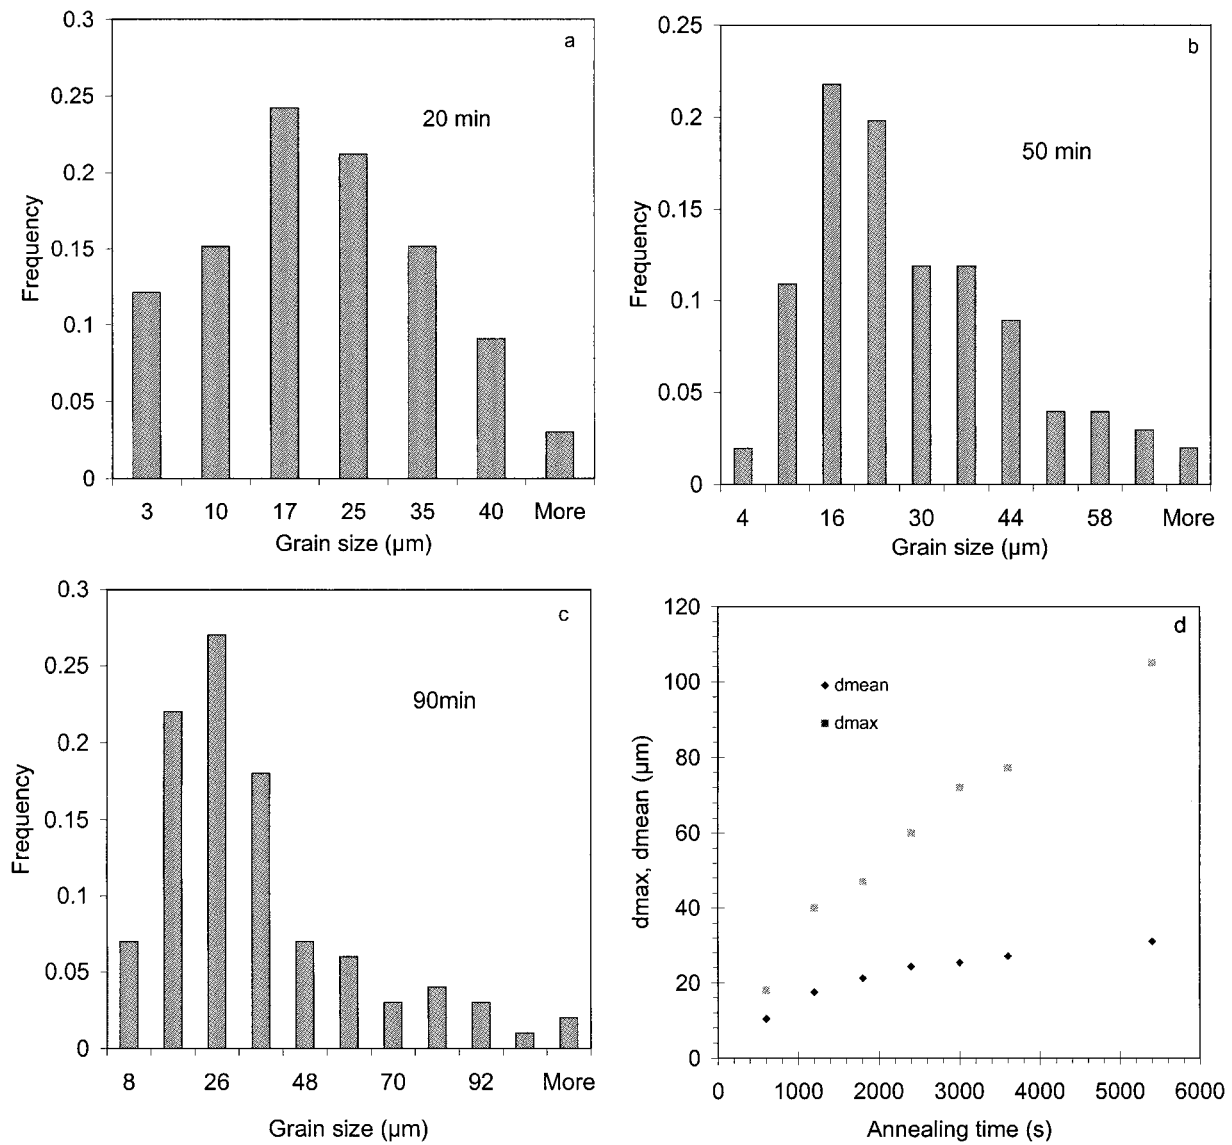 0.3
a
0.25
20 min
0.2
0.15
0.1
0.05
0
Frequency
3 10 17 25 35 40 More
Grain size (µm)
0.25
b
0.2
50 min
0.15
0.1
0.05
0
Frequency
4 16 30 44 58 More
Grain size (µm)
0.3
c
0.25
90min
0.2
0.15
0.1
0.05
0
Frequency
8 26 48 70 92 More
Grain size (µm)
120
d
100
dmean
dmax
80
60
40
20
0
dmax, dmean (µm)
0 1000 2000 3000 4000 5000 6000
Annealing time (s)